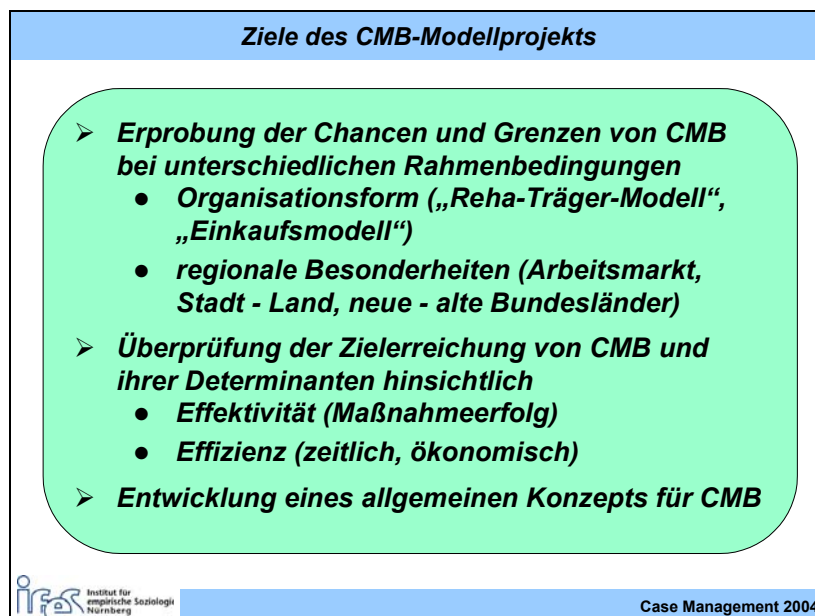 Ziele des CMB-Modellprojekts
➢ Erprobung der Chancen und Grenzen von CMB
bei unterschiedlichen Rahmenbedingungen
● Organisationsform („Reha-Träger-Modell“,
„Einkaufsmodell“)
● regionale Besonderheiten (Arbeitsmarkt,
Stadt - Land, neue - alte Bundesländer)
➢ Überprüfung der Zielerreichung von CMB und
ihrer Determinanten hinsichtlich
● Effektivität (Maßnahmeerfolg)
● Effizienz (zeitlich, ökonomisch)
➢ Entwicklung eines allgemeinen Konzepts für CMB
ifeS
Institut für
empirische Soziologi
Nürnberg
Case Management 2004